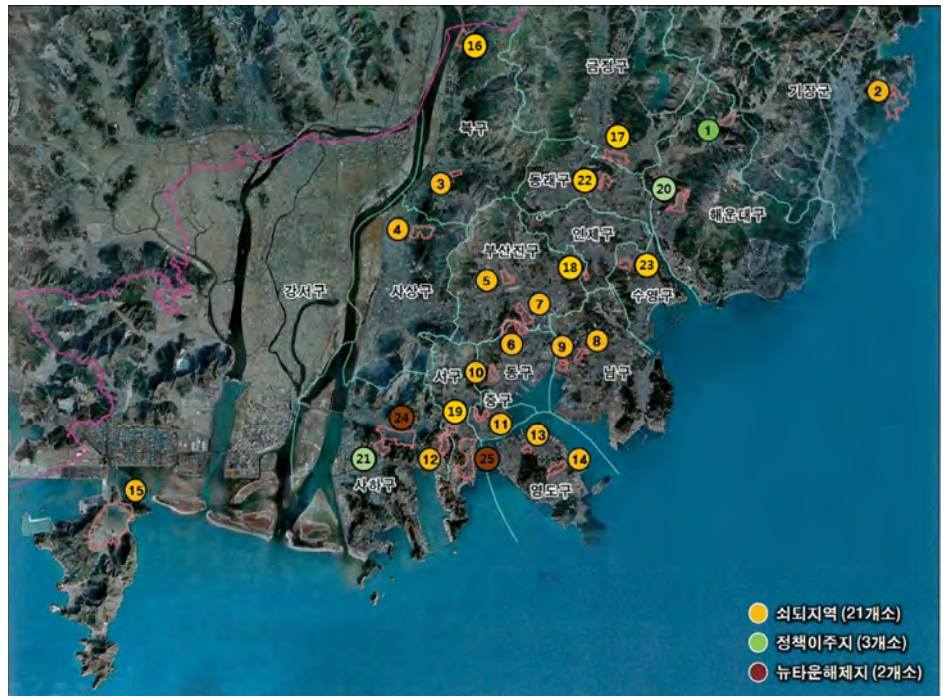 16
금정구
기장군
2
북구
17
1
3
동래구
22
20
해운대구
4
연제구
부산진구
18
23
5
강서구
사상구
수영구
7
6
9
8
동구
남구
서구
10
중구
24
19
11
13
21
12
25
14
사하구
영도구
15
쇠퇴지역 (21개소)
정책이주지 (3개소)
뉴타운해제지 (2개소)